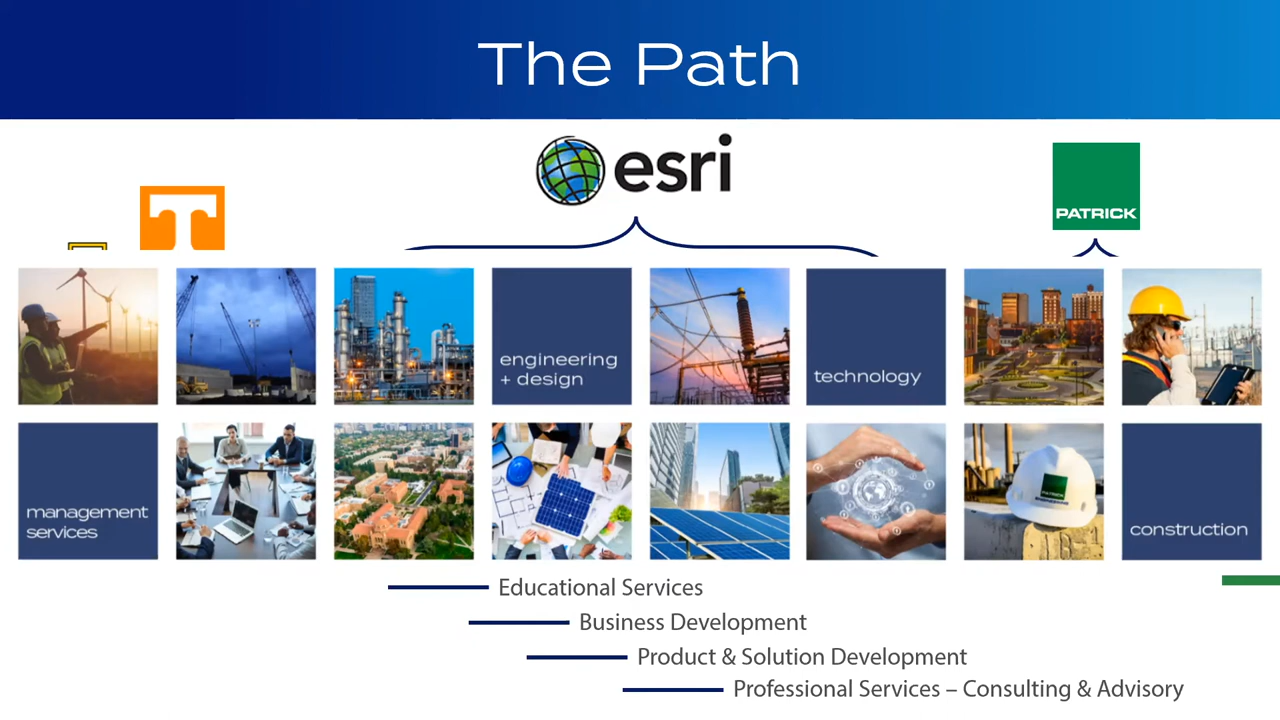 The Path
esri
T
PATRICK
engineering
+ design
technology
management
services
PATRICK
construction
Educational Services
Business Development
Product & Solution Development
Professional Services – Consulting & Advisory